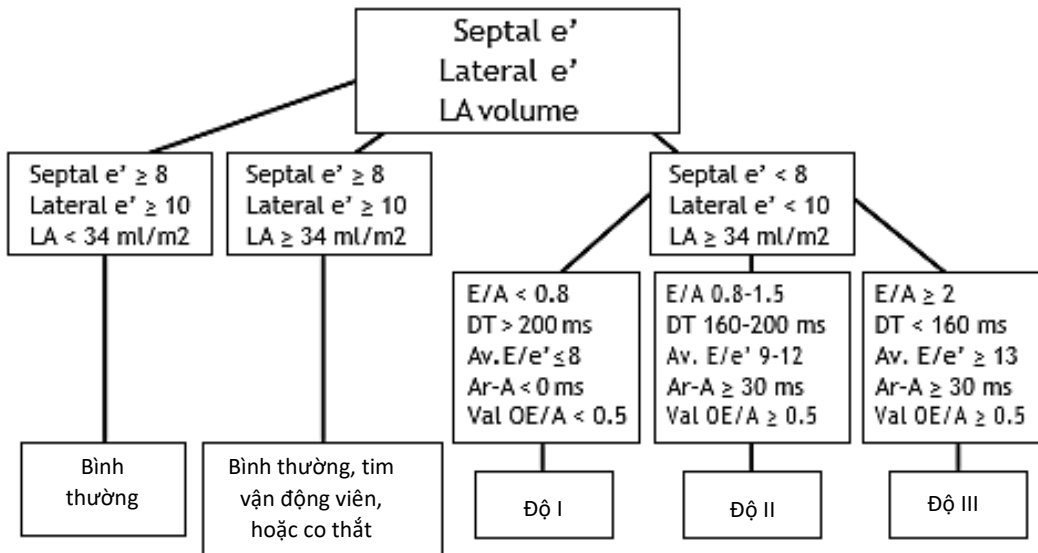 Septal e’
Lateral e’
LA volume
Septal e’ ≥ 8
Lateral e’ ≥ 10
LA < 34 ml/m2
Septal e’ ≥ 8
Lateral e’ ≥ 10
LA ≥ 34 ml/m2
Septal e’ < 8
Lateral e’ < 10
LA ≥ 34 ml/m2
E/A < 0.8
DT > 200 ms
Av. E/e’ ≤ 8
Ar-A < 0 ms
Val OE/A < 0.5
E/A 0.8-1.5
DT 160-200 ms
Av. E/e’ 9-12
Ar-A ≥ 30 ms
Val OE/A ≥ 0.5
E/A ≥ 2
DT < 160 ms
Av. E/e’ ≥ 13
Ar-A ≥ 30 ms
Val OE/A ≥ 0.5
Bình
thường
Bình thường, tim
vận động viên,
hoặc co thắt
Độ I
Độ II
Độ III